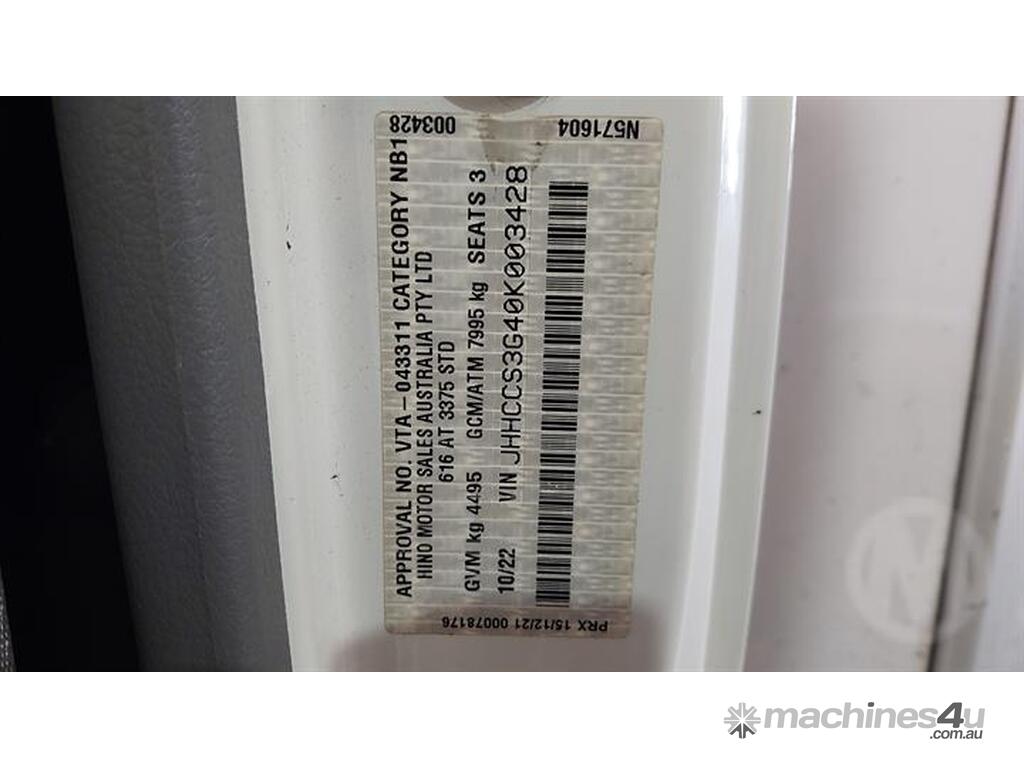 APPROVAL NO. VTA-043311 CATEGORY NB1
HINO MOTOR SALES AUSTRALIA PTY LTD
616 AT 3375 STD
GVM kg 4495 GCM/ATM 7995 kg SEATS 3
10/22 VIN JHHCCS3G40K003428
003428
N571604
PRX 15/12/21 00078176
machines4u
.com.au